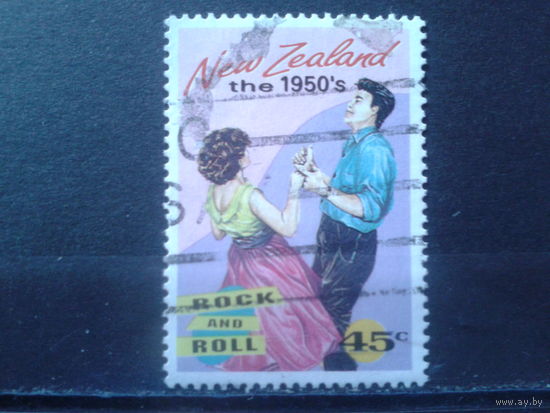 New Zealand
the 1950's
ROCK
AND
ROLL
45c
www.ay.by